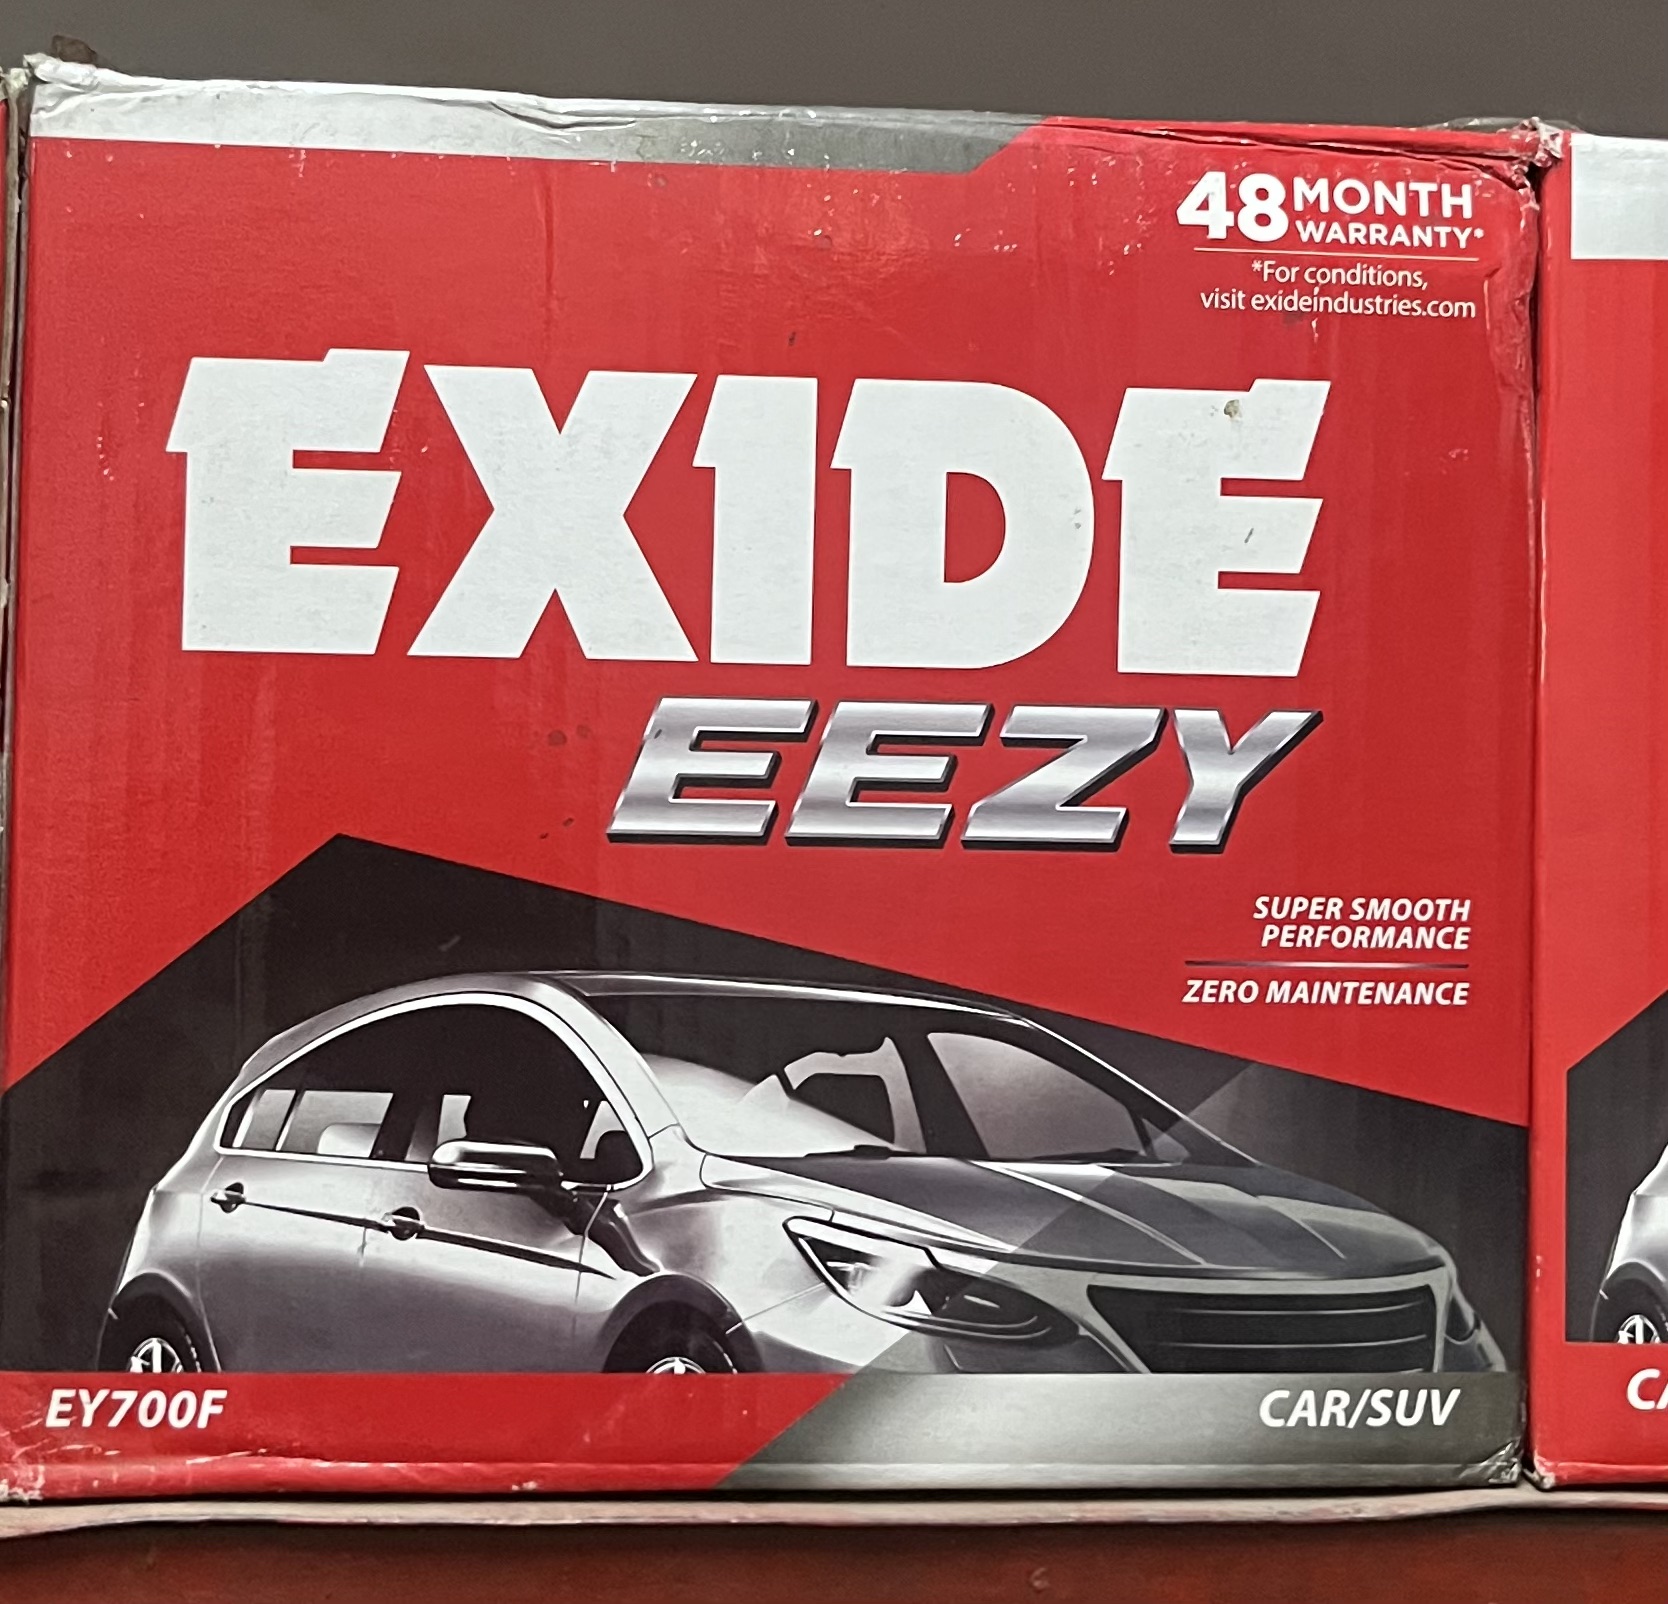 48 MONTH
WARRANTY*
*For conditions,
visit exideindustries.com
EXIDE
EEZY
SUPER SMOOTH
PERFORMANCE
ZERO MAINTENANCE
EY700F
CAR/SUV